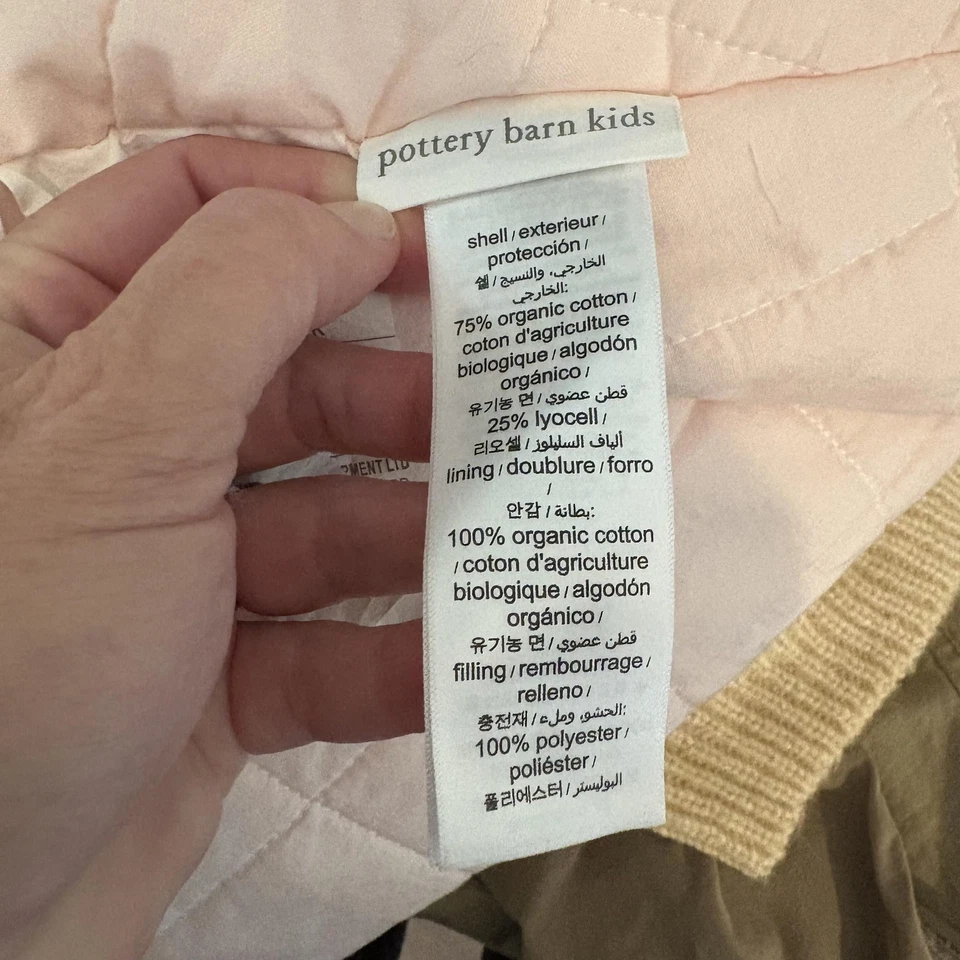 pottery barn kids
shell / exterieur /
protección /
쉘 / الخارجي، والنسيج
الخارجي:
75% organic cotton /
coton d'agriculture
biologique / algodón
orgánico /
유기농 면 / قطن عضوي
25% lyocell /
리오셀 / ألياف السليلوز
lining / doublure / forro
/
안감 / بطانة:
100% organic cotton
/ coton d'agriculture
biologique / algodón
orgánico /
유기농 면 / قطن عضوي
filling / rembourrage /
relleno /
충전재 / الحشو، وملء:
100% polyester /
poliéster /
폴리에스터 / البوليستر